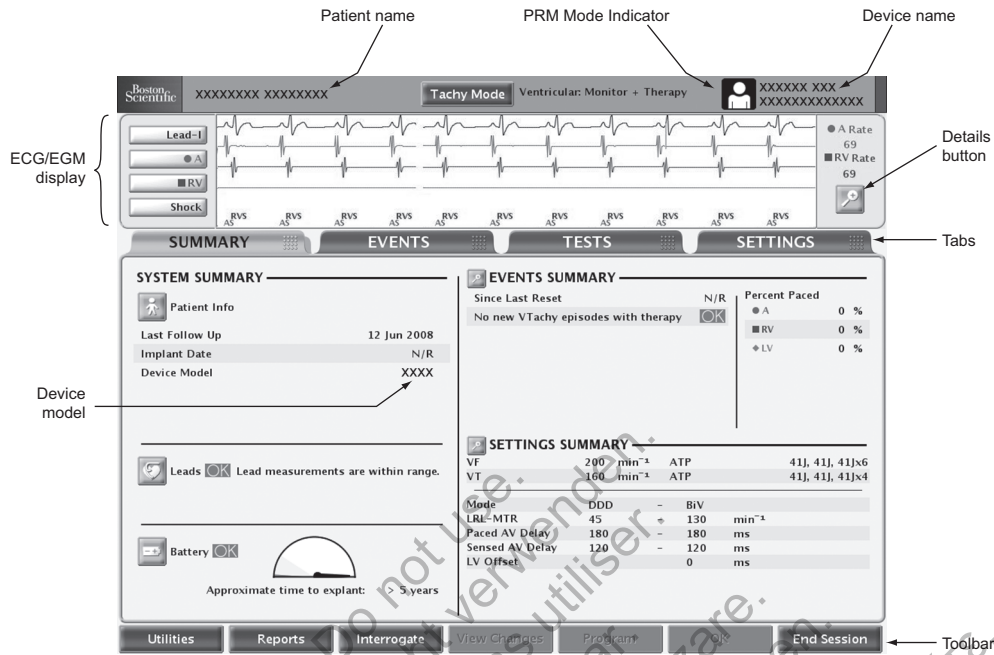 Patient name
PRM Mode Indicator
Device name
Boston Scientific
XXXXXXXX XXXXXXXX
Tachy Mode
Ventricular: Monitor + Therapy
XXXXXX XXX
XXXXXXXXXXXXX
ECG/EGM display
Lead-I
A
RV
Shock
AS RVS AS RVS AS RVS AS RVS AS RVS AS RVS AS RVS AS RVS AS RVS AS RVS
A Rate
69
RV Rate
69
Details button
SUMMARY
EVENTS
TESTS
SETTINGS
Tabs
SYSTEM SUMMARY
Patient Info
Last Follow Up 12 Jun 2008
Implant Date N/R
Device Model XXXX
Device model
Leads OK Lead measurements are within range.
Battery OK
Approximate time to explant: > 5 years
EVENTS SUMMARY
Since Last Reset N/R
No new VTachy episodes with therapy OK
Percent Paced
A 0 %
RV 0 %
LV 0 %
SETTINGS SUMMARY
VF 200 min⁻¹ ATP 41J, 41J, 41Jx6
VT 160 min⁻¹ ATP 41J, 41J, 41Jx4
Mode DDD - BiV
LRL-MTR 45 - 130 min⁻¹
Paced AV Delay 180 - 180 ms
Sensed AV Delay 120 - 120 ms
LV Offset 0 ms
Utilities
Reports
Interrogate
View Changes
Program
OK
End Session
Toolbar
Do not use.
verwenden.
utiliser.